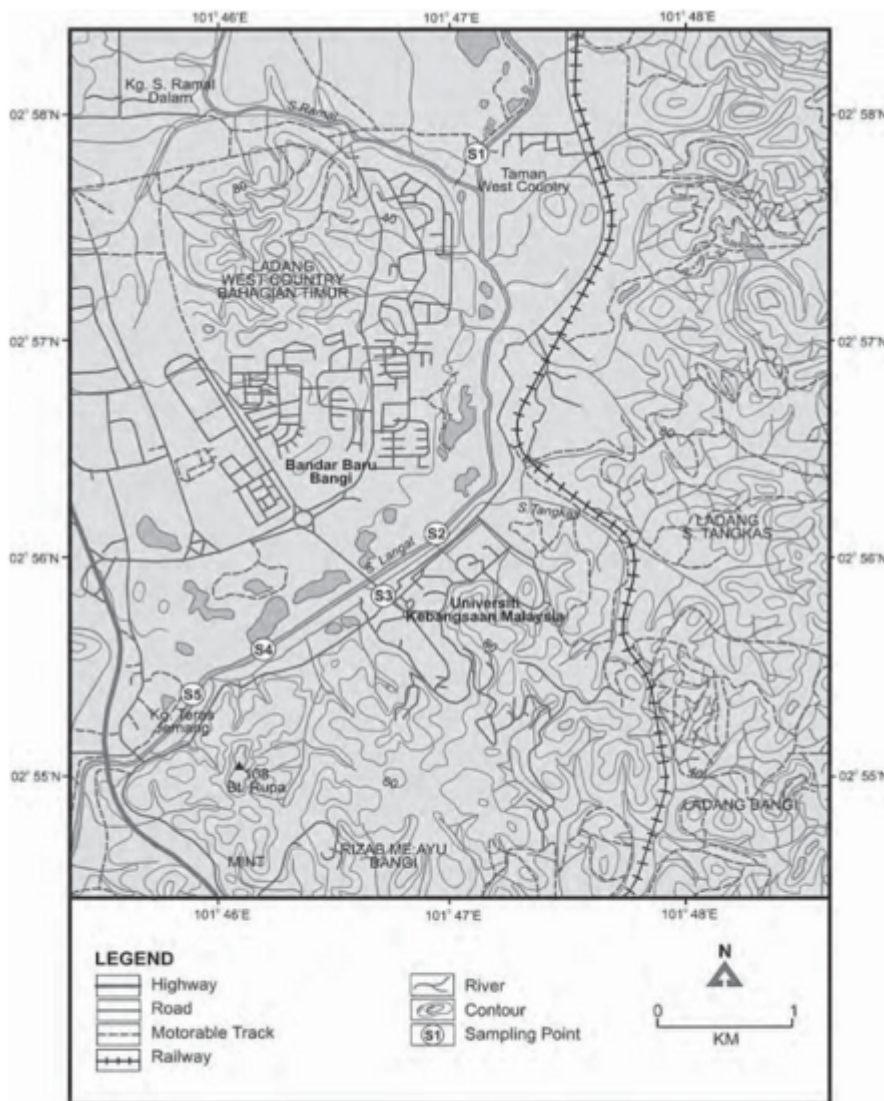 101° 46'E 101° 47'E 101° 48'E
Kg. S. Ramal
Dalam
02° 58'N
S.Ramal
02° 58'N
S1
Taman
West Country
80
40
LADANG
WEST COUNTRY
BAHAGIAN TIMUR
02° 57'N
02° 57'N
Bandar Baru
Bangi
S. Tangkas
LADANG
S. TANGKAS
S2
02° 56'N
S. Langat
02° 56'N
S3
Universiti
Kebangsaan Malaysia
S4
80
S5
Kg. Teras
Jernang
02° 55'N
108
Bt. Rupa
02° 55'N
LADANG BANGI
MINT
BANGI
101° 46'E 101° 47'E 101° 48'E
LEGEND
Highway
Road
Motorable Track
Railway
River
Contour
S1 Sampling Point
N
0 1
KM